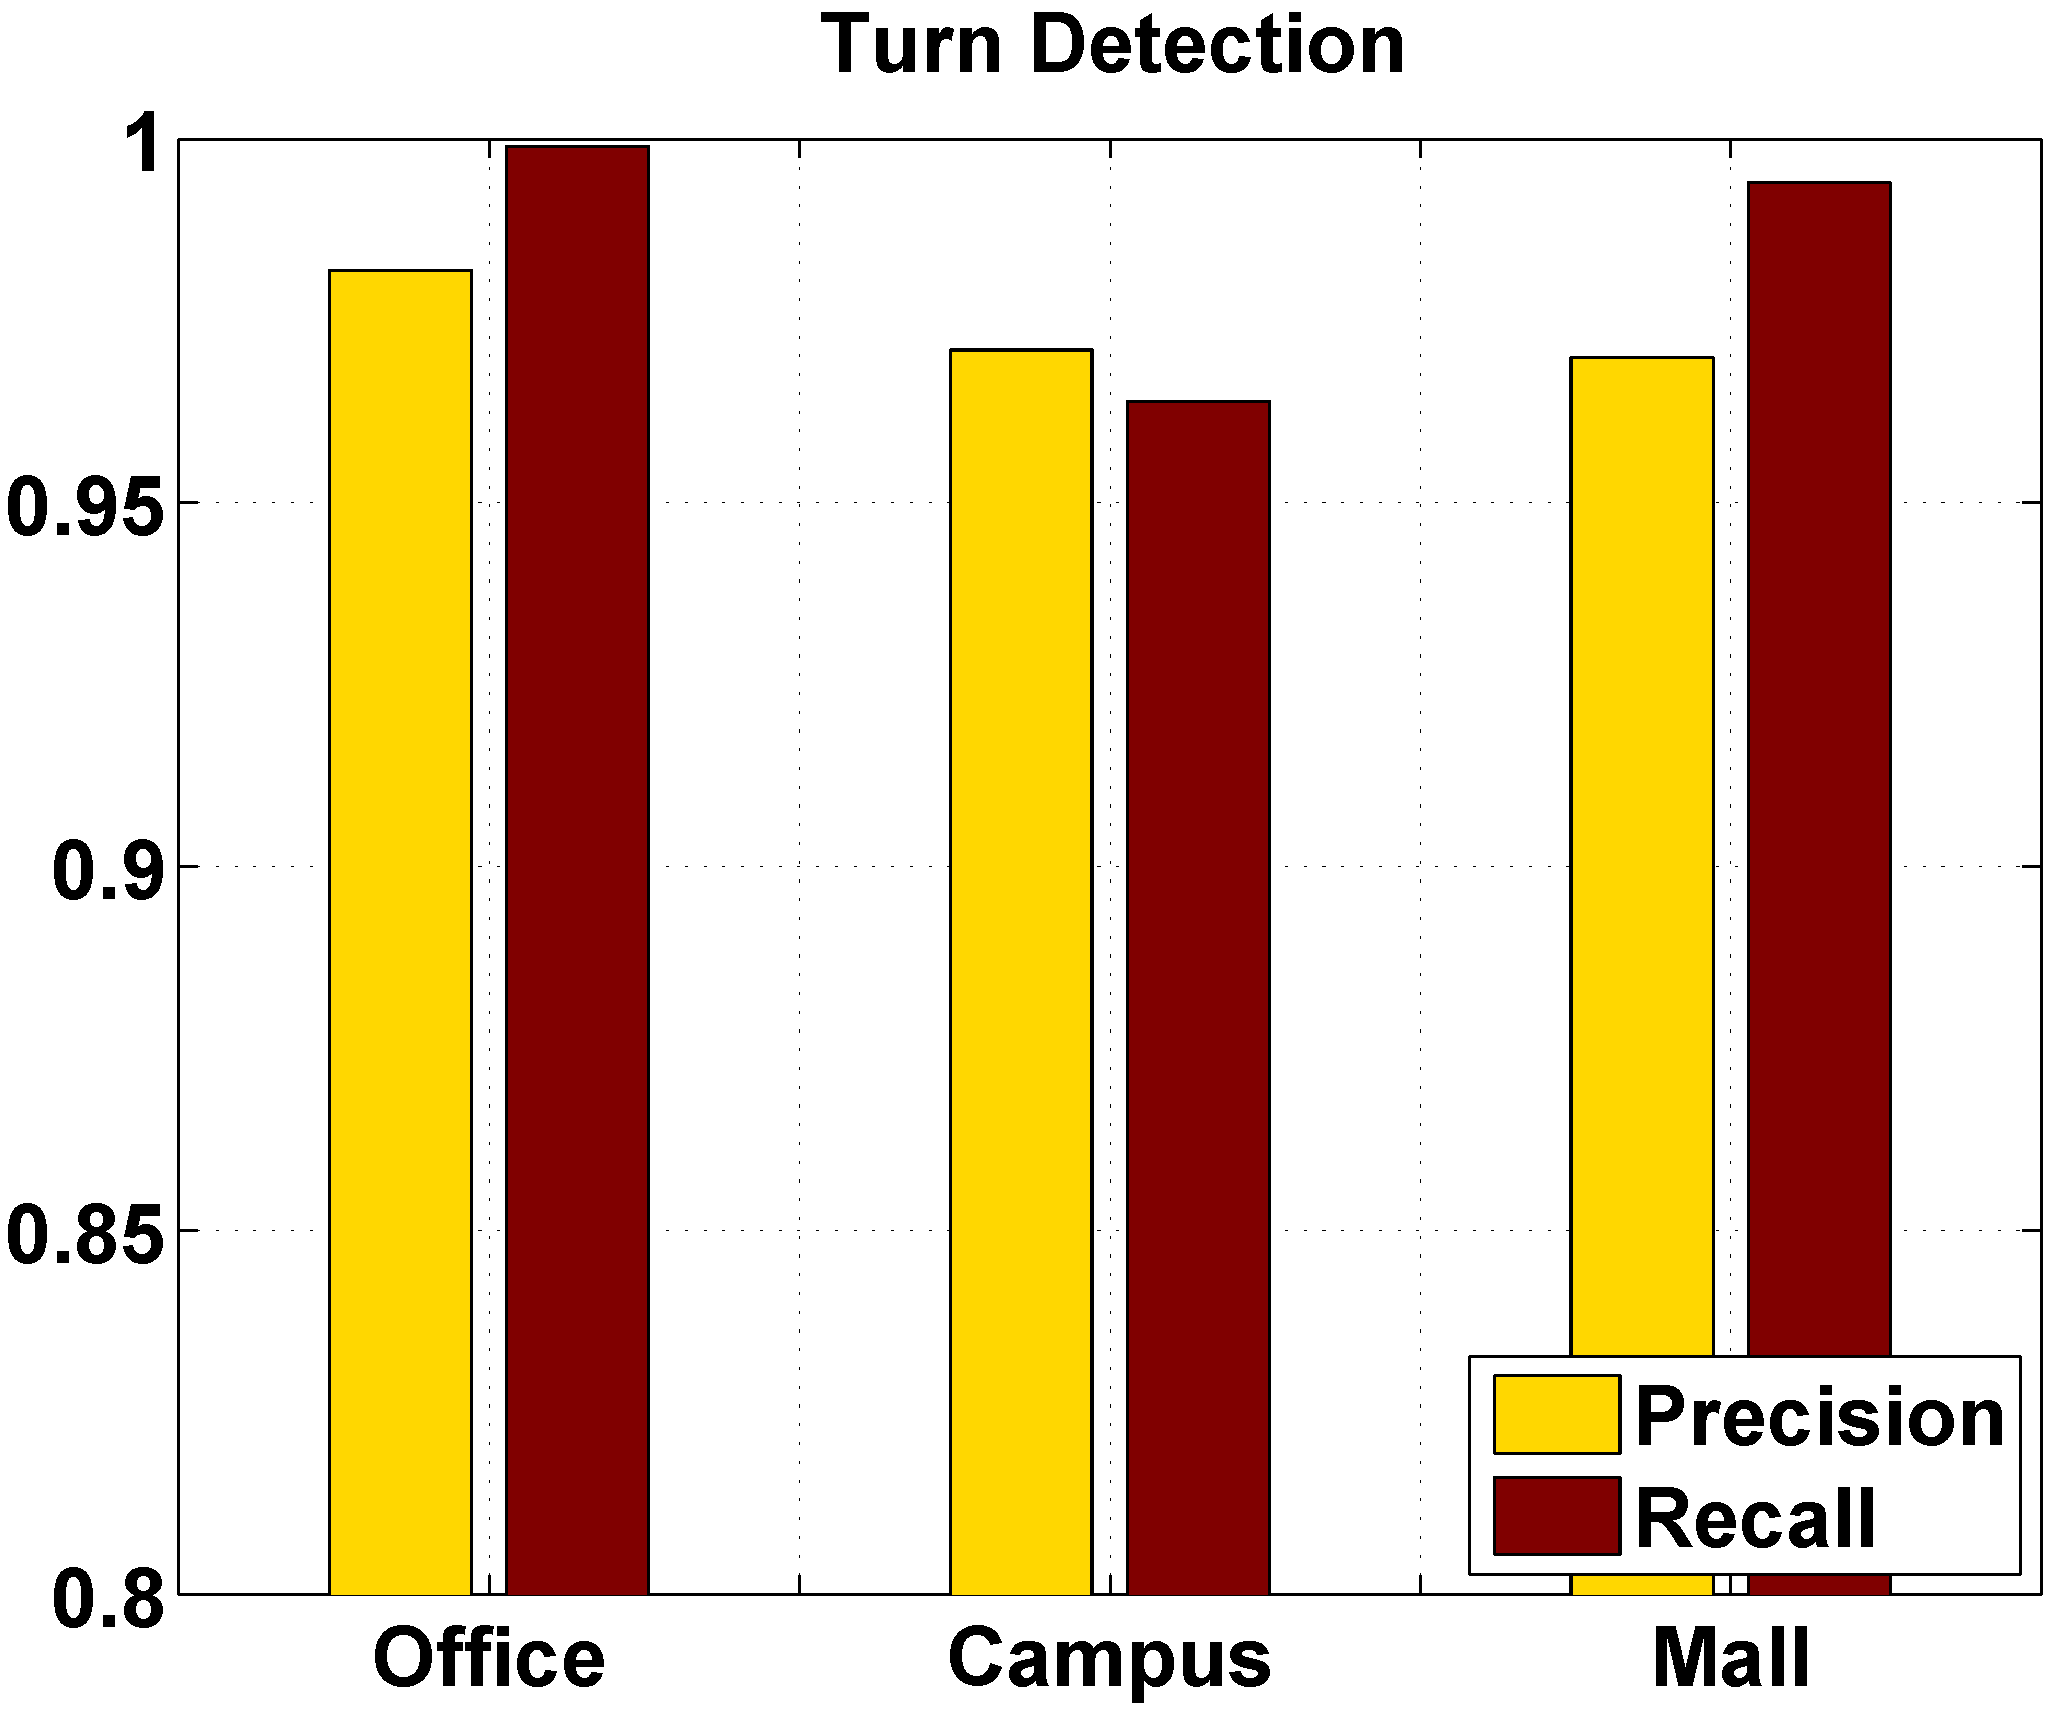 Turn Detection
1
0.95
0.9
0.85
0.8
Office Campus Mall
Precision
Recall